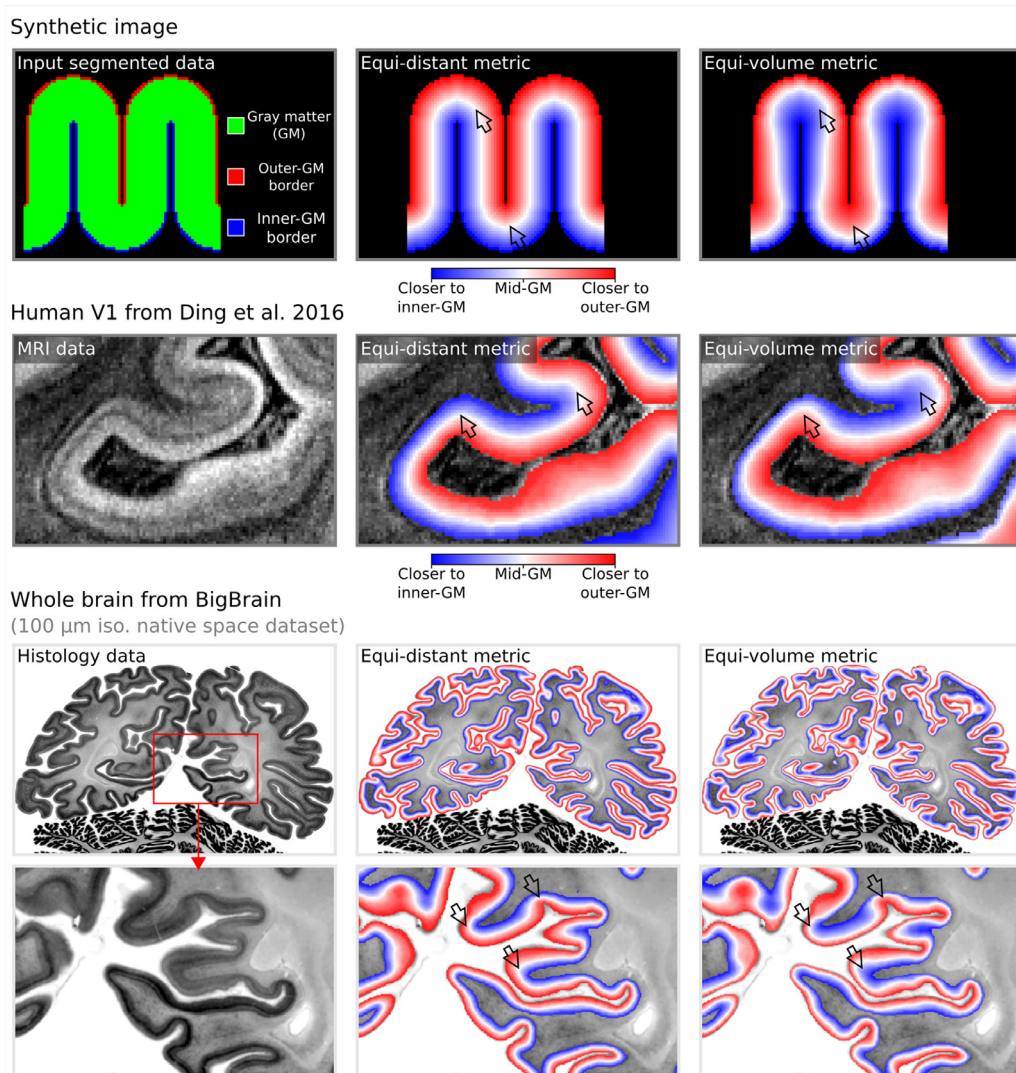 Synthetic image
Input segmented data
Equi-distant metric
Equi-volume metric
Gray matter
(GM)
Outer-GM
border
Inner-GM
border
Closer to
inner-GM
Mid-GM
Closer to
outer-GM
Human V1 from Ding et al. 2016
MRI data
Equi-distant metric
Equi-volume metric
Closer to
inner-GM
Mid-GM
Closer to
outer-GM
Whole brain from BigBrain
(100 μm iso. native space dataset)
Histology data
Equi-distant metric
Equi-volume metric